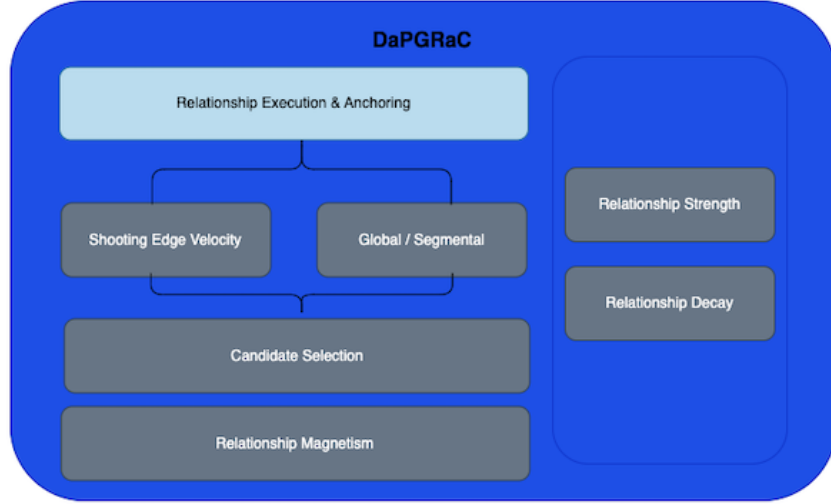 DaPGRaC
Relationship Execution & Anchoring
Shooting Edge Velocity
Global / Segmental
Candidate Selection
Relationship Magnetism
Relationship Strength
Relationship Decay